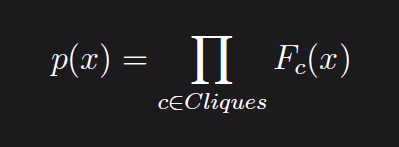 p(x) = ∏ F_c(x)
c∈Cliques